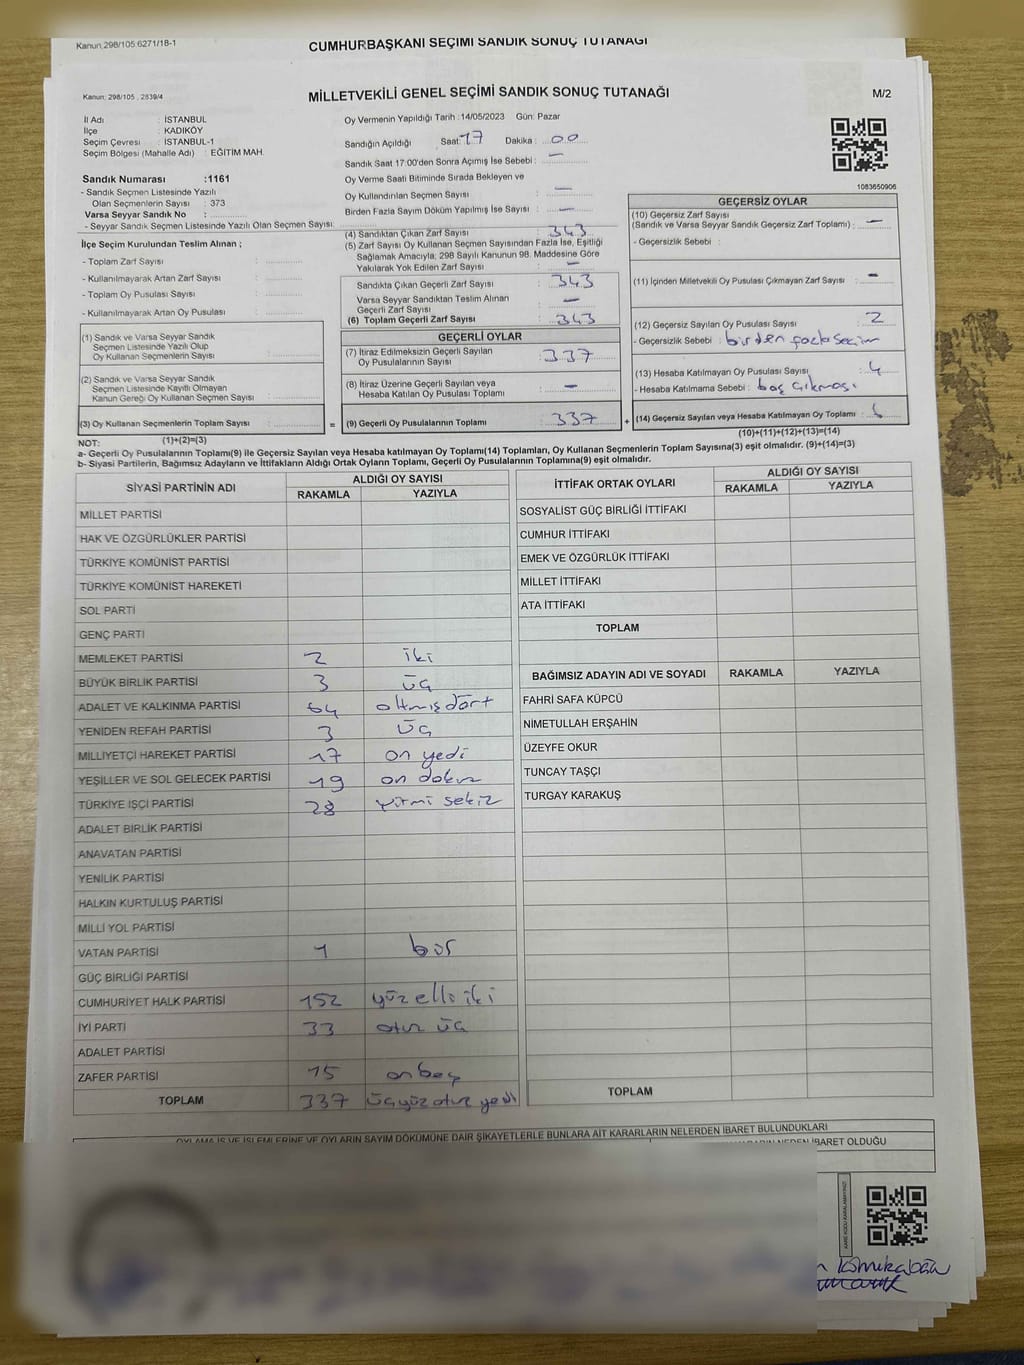 Kanun: 298/105:6271/18-1
CUMHURBAŞKANI SEÇİMİ SANDIK SONUÇ TUTANAĞI
Kanun: 298/105 , 2839/4
MİLLETVEKİLİ GENEL SEÇİMİ SANDIK SONUÇ TUTANAĞI
M/2
İl Adı : İSTANBUL
İlçe : KADIKÖY
Seçim Çevresi : İSTANBUL-1
Seçim Bölgesi (Mahalle Adı) : EĞİTİM MAH.
Sandık Numarası :1161
- Sandık Seçmen Listesinde Yazılı
Olan Seçmenlerin Sayısı : 373
Varsa Seyyar Sandık No :
- Seyyar Sandık Seçmen Listesinde Yazılı Olan Seçmen Sayısı:
İlçe Seçim Kurulundan Teslim Alınan ;
- Toplam Zarf Sayısı :
- Kullanılmayarak Artan Zarf Sayısı :
- Toplam Oy Pusulası Sayısı :
- Kullanılmayarak Artan Oy Pusulası :
Oy Vermenin Yapıldığı Tarih :14/05/2023 Gün: Pazar
Sandığın Açıldığı Saat: 17 Dakika : 00
Sandık Saat 17:00'den Sonra Açımış İse Sebebi : —
Oy Verme Saati Bitiminde Sırada Bekleyen ve
Oy Kullandırılan Seçmen Sayısı : —
Birden Fazla Sayım Döküm Yapılmış İse Sayısı : —
(4) Sandıktan Çıkan Zarf Sayısı : 343
(5) Zarf Sayısı Oy Kullanan Seçmen Sayısından Fazla İse, Eşitliği
Sağlamak Amacıyla, 298 Sayılı Kanunun 98. Maddesine Göre
Yakılarak Yok Edilen Zarf Sayısı : —
Sandıkta Çıkan Geçerli Zarf Sayısı : 343
Varsa Seyyar Sandıktan Teslim Alınan
Geçerli Zarf Sayısı : —
(6) Toplam Geçerli Zarf Sayısı : 343
1083650906
GEÇERSİZ OYLAR
(10) Geçersiz Zarf Sayısı
(Sandık ve Varsa Seyyar Sandık Geçersiz Zarf Toplamı) : —
- Geçersizlik Sebebi :
(11) İçinden Milletvekili Oy Pusulası Çıkmayan Zarf Sayısı : -
(12) Geçersiz Sayılan Oy Pusulası Sayısı : 2
- Geçersizlik Sebebi : birden fazla seçim
(13) Hesaba Katılmayan Oy Pusulası Sayısı : 4
- Hesaba Katılmama Sebebi : boş çıkması
(14) Geçersiz Sayılan veya Hesaba Katılmayan Oy Toplamı : 6
(10)+(11)+(12)+(13)=(14)
(1) Sandık ve Varsa Seyyar Sandık
Seçmen Listesinde Yazılı Olup
Oy Kullanan Seçmenlerin Sayısı :
(2) Sandık ve Varsa Seyyar Sandık
Seçmen Listesinde Kayıtlı Olmayan
Kanun Gereği Oy Kullanan Seçmen Sayısı :
(3) Oy Kullanan Seçmenlerin Toplam Sayısı :
(1)+(2)=(3)
=
GEÇERLİ OYLAR
(7) İtiraz Edilmeksizin Geçerli Sayılan
Oy Pusulalarının Sayısı : 337
(8) İtiraz Üzerine Geçerli Sayılan veya
Hesaba Katılan Oy Pusulası Toplamı : —
(9) Geçerli Oy Pusulalarının Toplamı : 337
+
NOT:
a- Geçerli Oy Pusulalarının Toplamı(9) ile Geçersiz Sayılan veya Hesaba katılmayan Oy Toplamı(14) Toplamları, Oy Kullanan Seçmenlerin Toplam Sayısına(3) eşit olmalıdır. (9)+(14)=(3)
b- Siyasi Partilerin, Bağımsız Adayların ve İttifakların Aldığı Ortak Oyların Toplamı, Geçerli Oy Pusulalarının Toplamına(9) eşit olmalıdır.
SİYASİ PARTİNİN ADI ALDIĞI OY SAYISI
RAKAMLA YAZIYLA
MİLLET PARTİSİ
HAK VE ÖZGÜRLÜKLER PARTİSİ
TÜRKİYE KOMÜNİST PARTİSİ
TÜRKİYE KOMÜNİST HAREKETİ
SOL PARTİ
GENÇ PARTİ
MEMLEKET PARTİSİ 2 iki
BÜYÜK BİRLİK PARTİSİ 3 üç
ADALET VE KALKINMA PARTİSİ 64 altmış dört
YENİDEN REFAH PARTİSİ 3 üç
MİLLİYETÇİ HAREKET PARTİSİ 17 on yedi
YEŞİLLER VE SOL GELECEK PARTİSİ 19 on dokuz
TÜRKİYE İŞÇİ PARTİSİ 28 yirmi sekiz
ADALET BİRLİK PARTİSİ
ANAVATAN PARTİSİ
YENİLİK PARTİSİ
HALKIN KURTULUŞ PARTİSİ
MİLLİ YOL PARTİSİ
VATAN PARTİSİ 1 bir
GÜÇ BİRLİĞİ PARTİSİ
CUMHURİYET HALK PARTİSİ 152 yüz elli iki
İYİ PARTİ 33 otuz üç
ADALET PARTİSİ
ZAFER PARTİSİ 15 onbeş
TOPLAM 337 üçyüz otuz yedi
İTTİFAK ORTAK OYLARI ALDIĞI OY SAYISI
RAKAMLA YAZIYLA
SOSYALİST GÜÇ BİRLİĞİ İTTİFAKI
CUMHUR İTTİFAKI
EMEK VE ÖZGÜRLÜK İTTİFAKI
MİLLET İTTİFAKI
ATA İTTİFAKI
TOPLAM
BAĞIMSIZ ADAYIN ADI VE SOYADI RAKAMLA YAZIYLA
FAHRİ SAFA KÜPCÜ
NİMETULLAH ERŞAHİN
ÜZEYFE OKUR
TUNCAY TAŞÇI
TURGAY KARAKUŞ
TOPLAM
OYLAMA İŞ VE İŞLEMLERİNE VE OYLARIN SAYIM DÖKÜMÜNE DAİR ŞİKAYETLERLE BUNLARA AİT KARARLARIN NELERDEN İBARET BULUNDUKLARI
NEDEN İBARET OLDUĞU